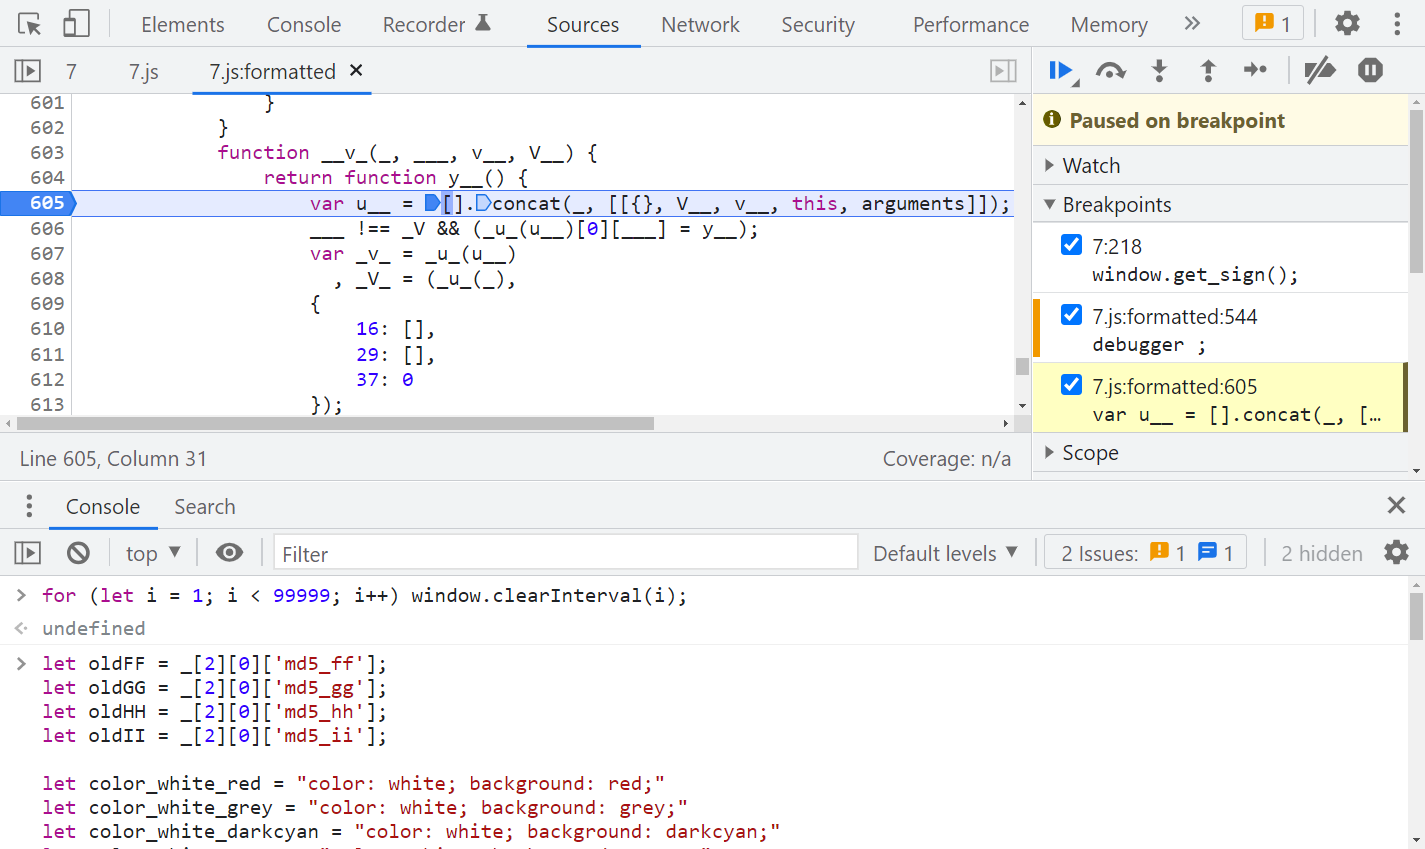 Elements Console Recorder Sources Network Security Performance Memory 1
7 7.js 7.js:formatted
601 }
602 }
603 function __v_(_, ___, v__, V__) {
604 return function y__() {
605 var u__ = [].concat(_, [[{}, V__, v__, this, arguments]]);
606 ___ !== _V && (_u_(u__)[0][___] = y__);
607 var _v_ = _u_(u__)
608 , _V_ = (_u_(_),
609 {
610 16: [],
611 29: [],
612 37: 0
613 });
Line 605, Column 31 Coverage: n/a
Paused on breakpoint
Watch
Breakpoints
7:218
window.get_sign();
7.js:formatted:544
debugger ;
7.js:formatted:605
var u__ = [].concat(_, […
Scope
Console Search
top Filter Default levels 2 Issues: 1 1 2 hidden
for (let i = 1; i < 99999; i++) window.clearInterval(i);
undefined
let oldFF = _[2][0]['md5_ff'];
let oldGG = _[2][0]['md5_gg'];
let oldHH = _[2][0]['md5_hh'];
let oldII = _[2][0]['md5_ii'];
let color_white_red = "color: white; background: red;"
let color_white_grey = "color: white; background: grey;"
let color_white_darkcyan = "color: white; background: darkcyan;"